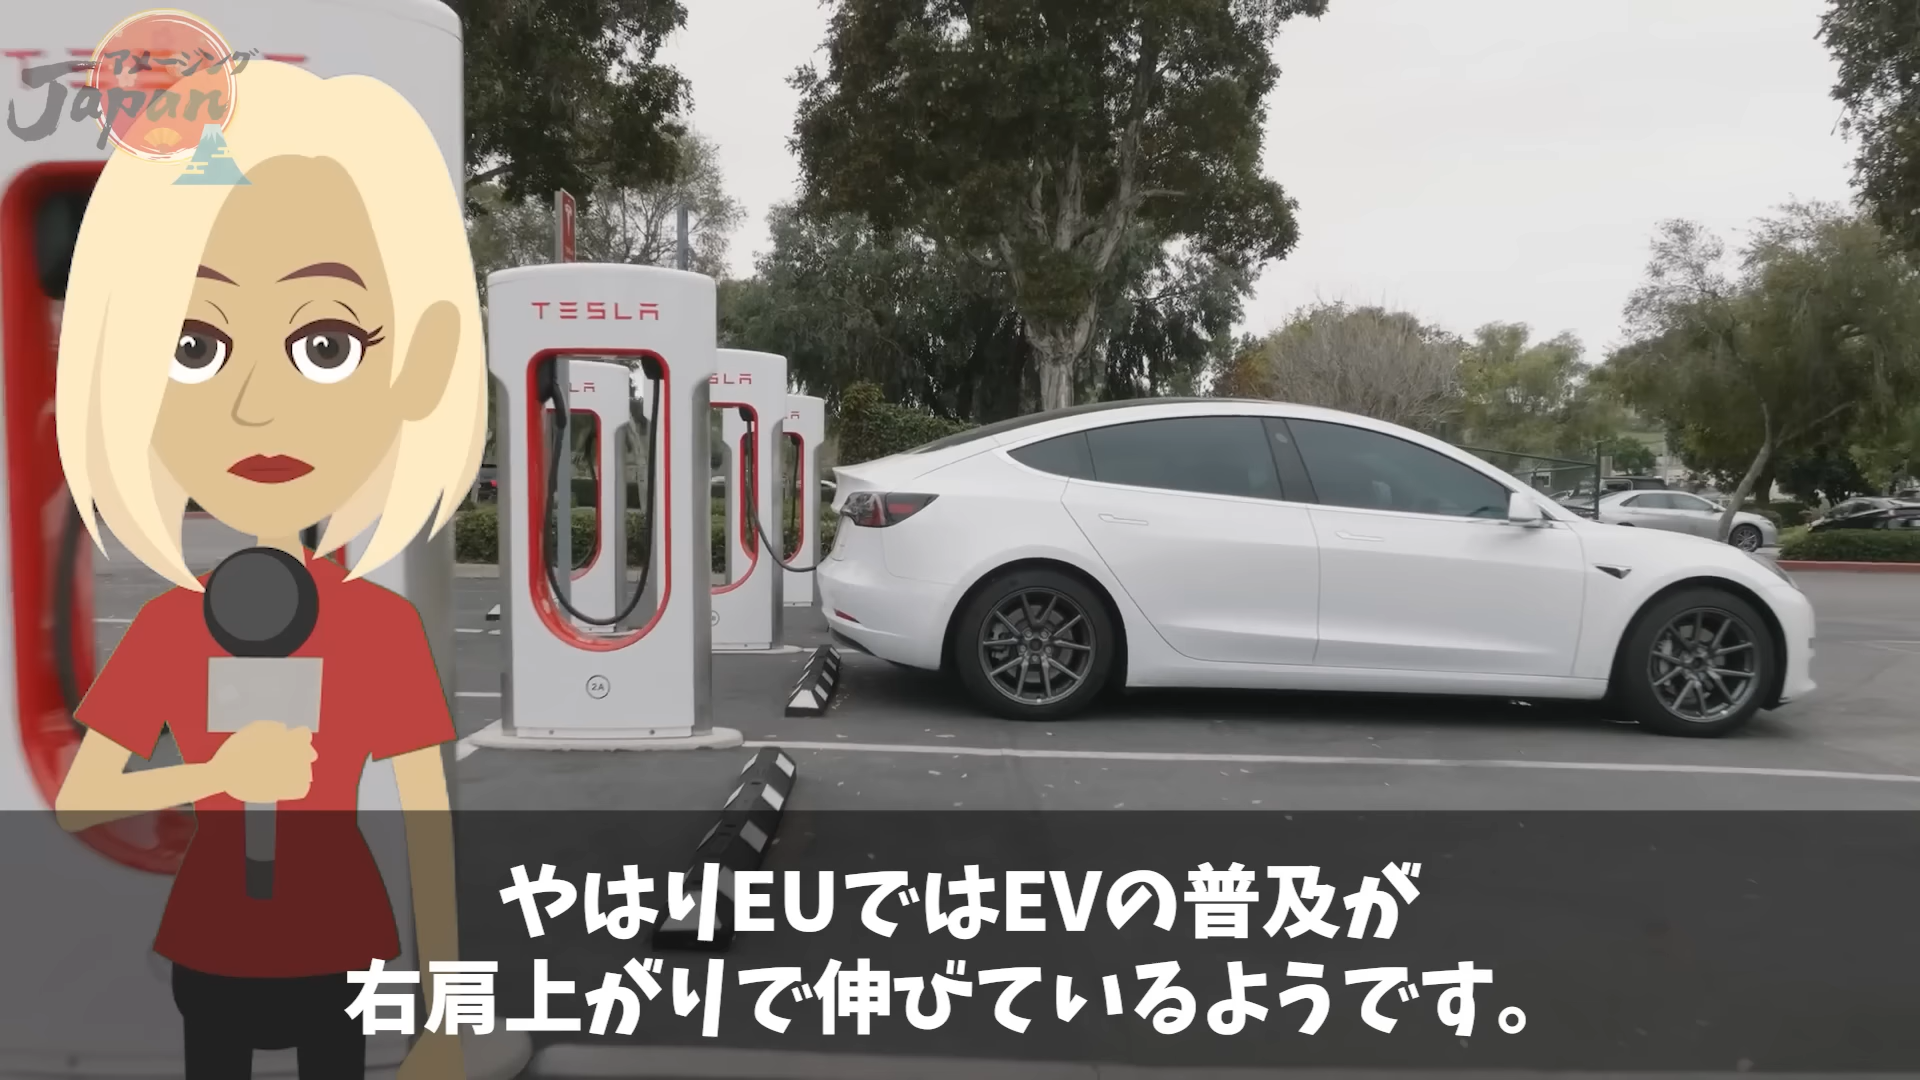 アメージング
Japan
TESLA
2A
やはりEUではEVの普及が
右肩上がりで伸びているようです。